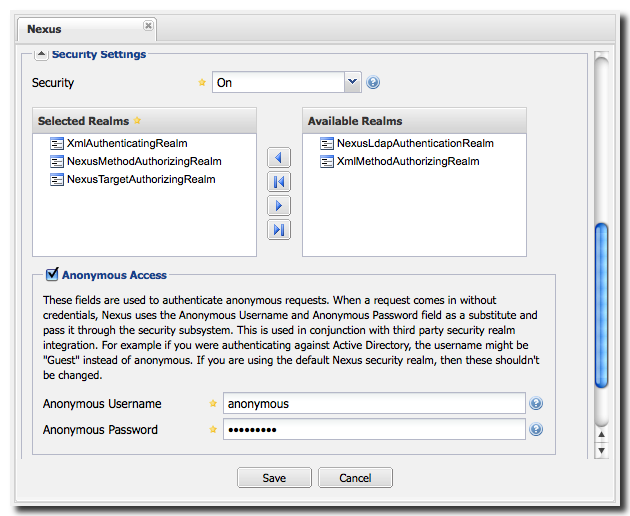 Nexus
Security Settings
Security
On
Selected Realms
Available Realms
XmlAuthenticatingRealm
NexusMethodAuthorizingRealm
NexusTargetAuthorizingRealm
NexusLdapAuthenticationRealm
XmlMethodAuthorizingRealm
Anonymous Access
These fields are used to authenticate anonymous requests. When a request comes in without
credentials, Nexus uses the Anonymous Username and Anonymous Password field as a substitute and
pass it through the security subsystem. This is used in conjunction with third party security realm
integration. For example if you were authenticating against Active Directory, the username might be
"Guest" instead of anonymous. If you are using the default Nexus security realm, then these shouldn't
be changed.
Anonymous Username
anonymous
Anonymous Password
•••••••••
Save
Cancel